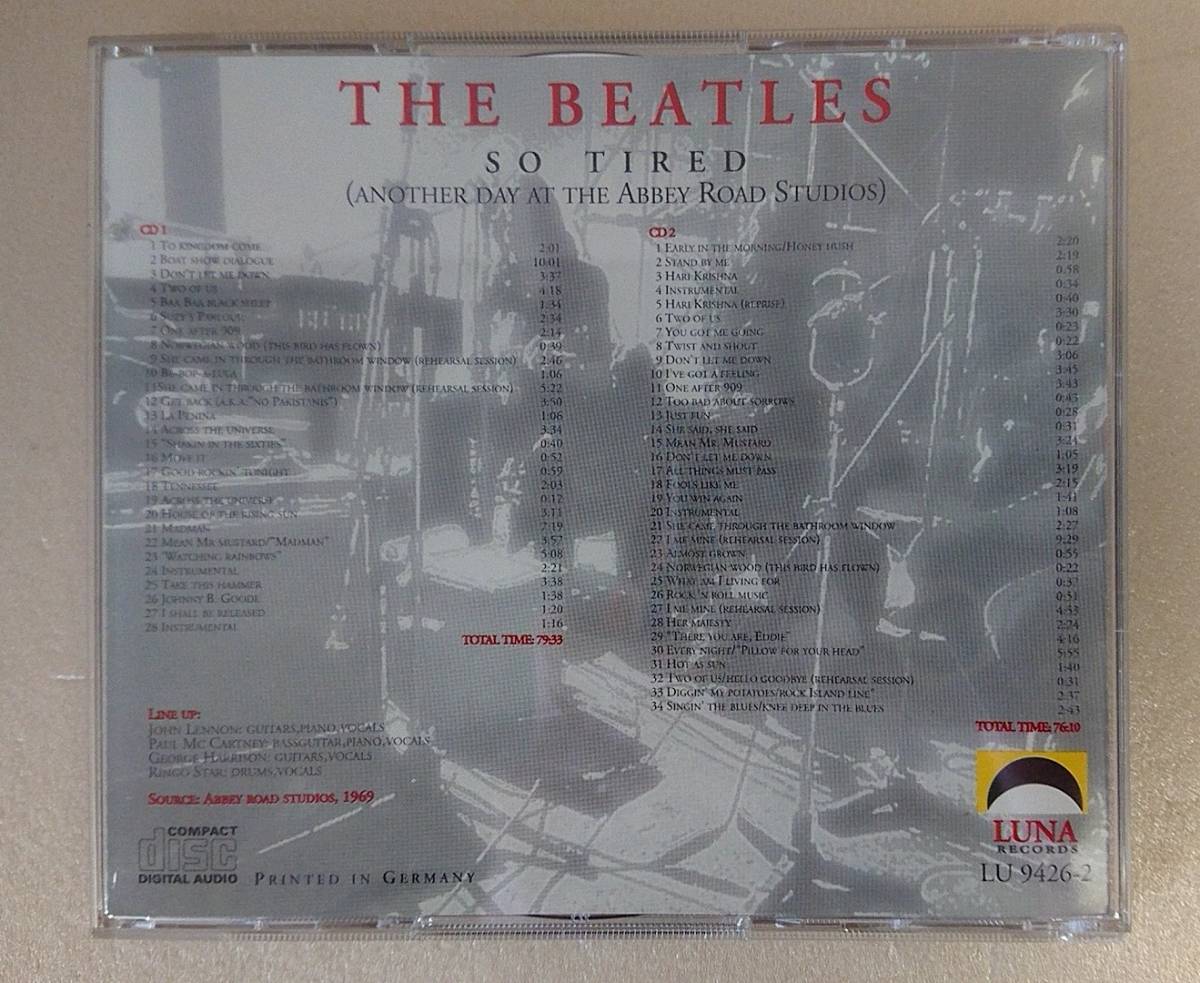 THE BEATLES
SO TIRED
(ANOTHER DAY AT THE ABBEY ROAD STUDIOS)
CD 1
1 TO KINGDOM COME 2:01
2 BOAT SHOW DIALOGUE 10:01
3 DON'T LET ME DOWN 3:37
4 TWO OF US 4:18
5 BAA BAA BLACK SHEEP 1:34
6 SUZY'S PARLOUR 2:34
7 ONE AFTER 909 2:14
8 NORWEGIAN WOOD (THIS BIRD HAS FLOWN) 0:39
9 SHE CAME IN THROUGH THE BATHROOM WINDOW (REHEARSAL SESSION) 2:46
10 BE-BOP-A-LULA 1:06
11 SHE CAME IN THROUGH THE BATHROOM WINDOW (REHEARSAL SESSION) 5:22
12 GET BACK (A.K.A."NO PAKISTANIS") 3:50
13 LA PENINA 1:06
14 ACROSS THE UNIVERSE 3:34
15 "SHAKIN IN THE SIXTIES" 0:40
16 MOVE IT 0:52
17 GOOD ROCKIN' TONIGHT 0:59
18 TENNESSEE 2:03
19 ACROSS THE UNIVERSE 0:12
20 HOUSE OF THE RISING SUN 3:11
21 MADMAN 7:19
22 MEAN MR MUSTARD/"MADMAN" 3:57
23 "WATCHING RAINBOWS" 5:08
24 INSTRUMENTAL 2:21
25 TAKE THIS HAMMER 3:38
26 JOHNNY B. GOODE 1:38
27 I SHALL BE RELEASED 1:20
28 INSTRUMENTAL 1:16
TOTAL TIME: 79:33
LINE UP:
JOHN LENNON: GUITARS,PIANO,VOCALS
PAUL MC CARTNEY: BASSGUITAR,PIANO,VOCALS
GEORGE HARRISON: GUITARS,VOCALS
RINGO STAR: DRUMS,VOCALS
SOURCE: ABBEY ROAD STUDIOS, 1969
COMPACT
disc
DIGITAL AUDIO
PRINTED IN GERMANY
CD 2
1 EARLY IN THE MORNING/HONEY HUSH 2:20
2 STAND BY ME 2:19
3 HARI KRISHNA 0:58
4 INSTRUMENTAL 0:34
5 HARI KRISHNA (REPRISE) 0:40
6 TWO OF US 3:30
7 YOU GOT ME GOING 0:23
8 TWIST AND SHOUT 0:22
9 DON'T LET ME DOWN 3:06
10 I'VE GOT A FEELING 3:45
11 ONE AFTER 909 3:43
12 TOO BAD ABOUT SORROWS 0:43
13 JUST FUN 0:28
14 SHE SAID, SHE SAID 0:31
15 MEAN MR. MUSTARD 3:24
16 DON'T LET ME DOWN 1:05
17 ALL THINGS MUST PASS 3:19
18 FOOLS LIKE ME 2:15
19 YOU WIN AGAIN 1:41
20 INSTRUMENTAL 1:08
21 SHE CAME THROUGH THE BATHROOM WINDOW 2:27
22 I ME MINE (REHEARSAL SESSION) 9:29
23 ALMOST GROWN 0:55
24 NORWEGIAN WOOD (THIS BIRD HAS FLOWN) 0:22
25 WHAT AM I LIVING FOR 0:37
26 ROCK 'N ROLL MUSIC 0:51
27 I ME MINE (REHEARSAL SESSION) 4:53
28 HER MAJESTY 2:24
29 "THERE YOU ARE, EDDIE" 4:16
30 EVERY NIGHT/"PILLOW FOR YOUR HEAD" 5:55
31 HOT AS SUN 1:40
32 TWO OF US/HELLO GOODBYE (REHEARSAL SESSION) 0:31
33 DIGGIN' MY POTATOES/ROCK ISLAND LINE" 2:37
34 SINGIN' THE BLUES/KNEE DEEP IN THE BLUES 2:43
TOTAL TIME: 76:10
LUNA
RECORDS
LU 9426-2